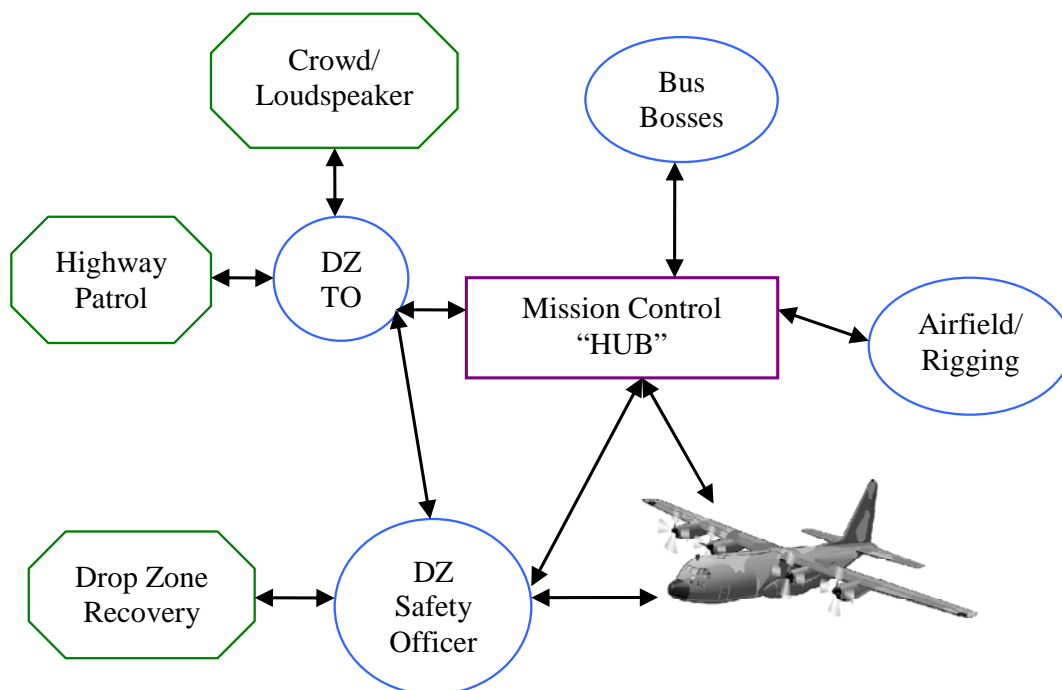 Crowd/
Loudspeaker
Bus
Bosses
Highway
Patrol
DZ
TO
Mission Control
“HUB”
Airfield/
Rigging
Drop Zone
Recovery
DZ
Safety
Officer